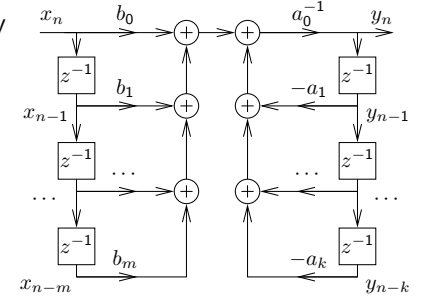 x_n b_0 a_0^{-1} y_n
z^{-1} z^{-1}
b_1 −a_1
x_{n−1} y_{n−1}
z^{-1} ... ... z^{-1}
... ...
z^{-1} z^{-1}
b_m −a_k
x_{n−m} y_{n−k}